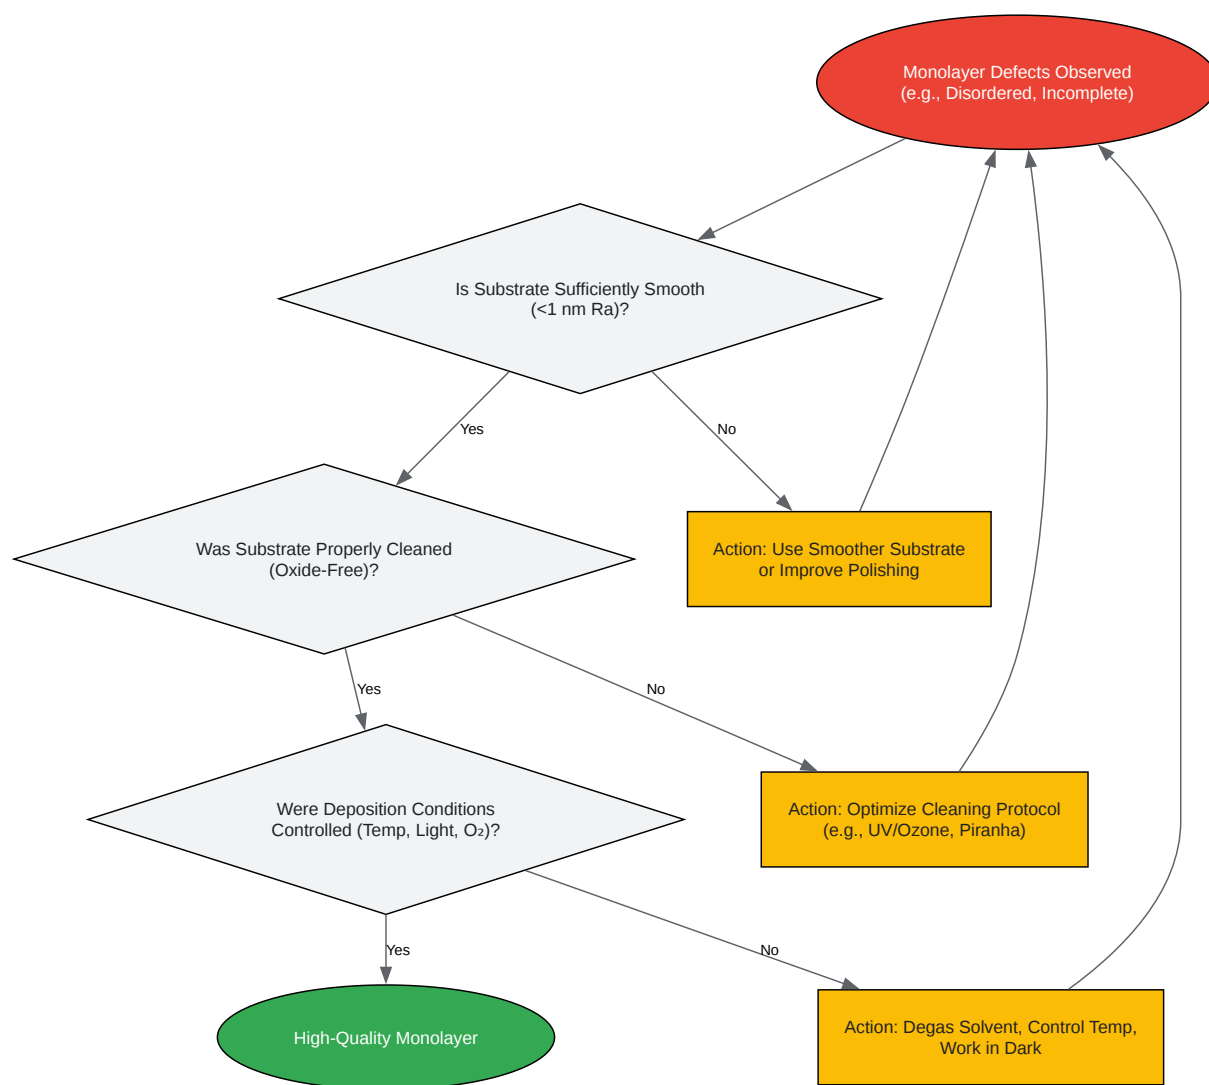 Monolayer Defects Observed
(e.g., Disordered, Incomplete)
Is Substrate Sufficiently Smooth
(<1 nm Ra)?
Yes
No
Was Substrate Properly Cleaned
(Oxide-Free)?
Action: Use Smoother Substrate
or Improve Polishing
Yes
No
Were Deposition Conditions
Controlled (Temp, Light, O₂)?
Action: Optimize Cleaning Protocol
(e.g., UV/Ozone, Piranha)
Yes
No
High-Quality Monolayer
Action: Degas Solvent, Control Temp,
Work in Dark